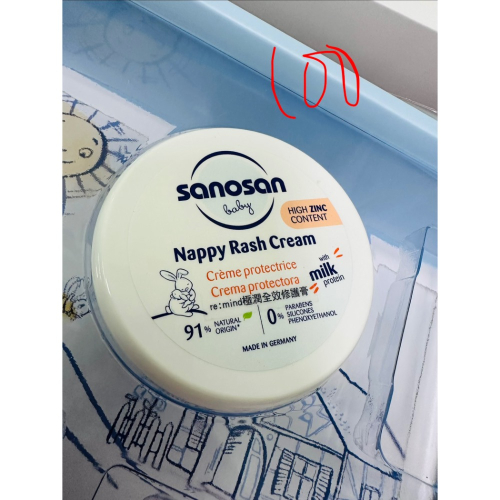 100
sanosan
baby
HIGH ZINC
CONTENT
Nappy Rash Cream
Crème protectrice
Crema protectora
with
milk
protein
re:mind極潤全效修護膏
91% NATURAL
ORIGIN*
0% PARABENS
SILICONES
PHENOXYETHANOL
MADE IN GERMANY